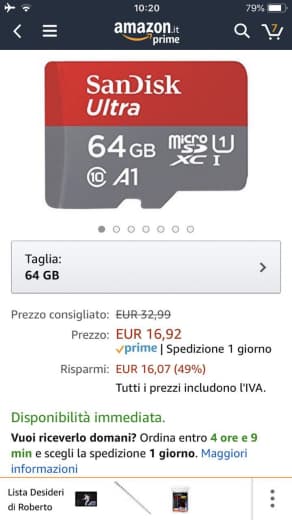 10:20
79%
amazon.it
prime
7
SanDisk
Ultra
64GB micro SD XC I U1
10 A1
Taglia:
64 GB
Prezzo consigliato: EUR 32,99
Prezzo: EUR 16,92
prime | Spedizione 1 giorno
Risparmi: EUR 16,07 (49%)
Tutti i prezzi includono l'IVA.
Disponibilità immediata.
Vuoi riceverlo domani? Ordina entro 4 ore e 9
min e scegli la spedizione 1 giorno. Maggiori
informazioni
Lista Desideri
di Roberto